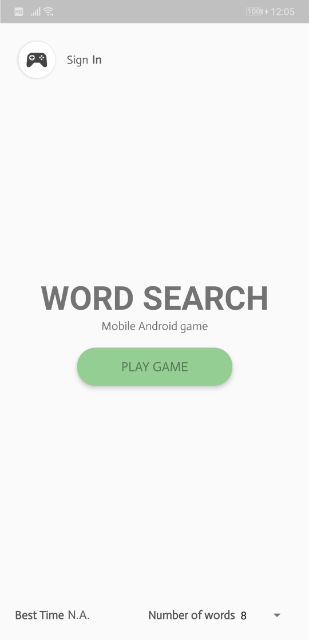 100 12:05
Sign In
WORD SEARCH
Mobile Android game
PLAY GAME
Best Time N.A.
Number of words 8